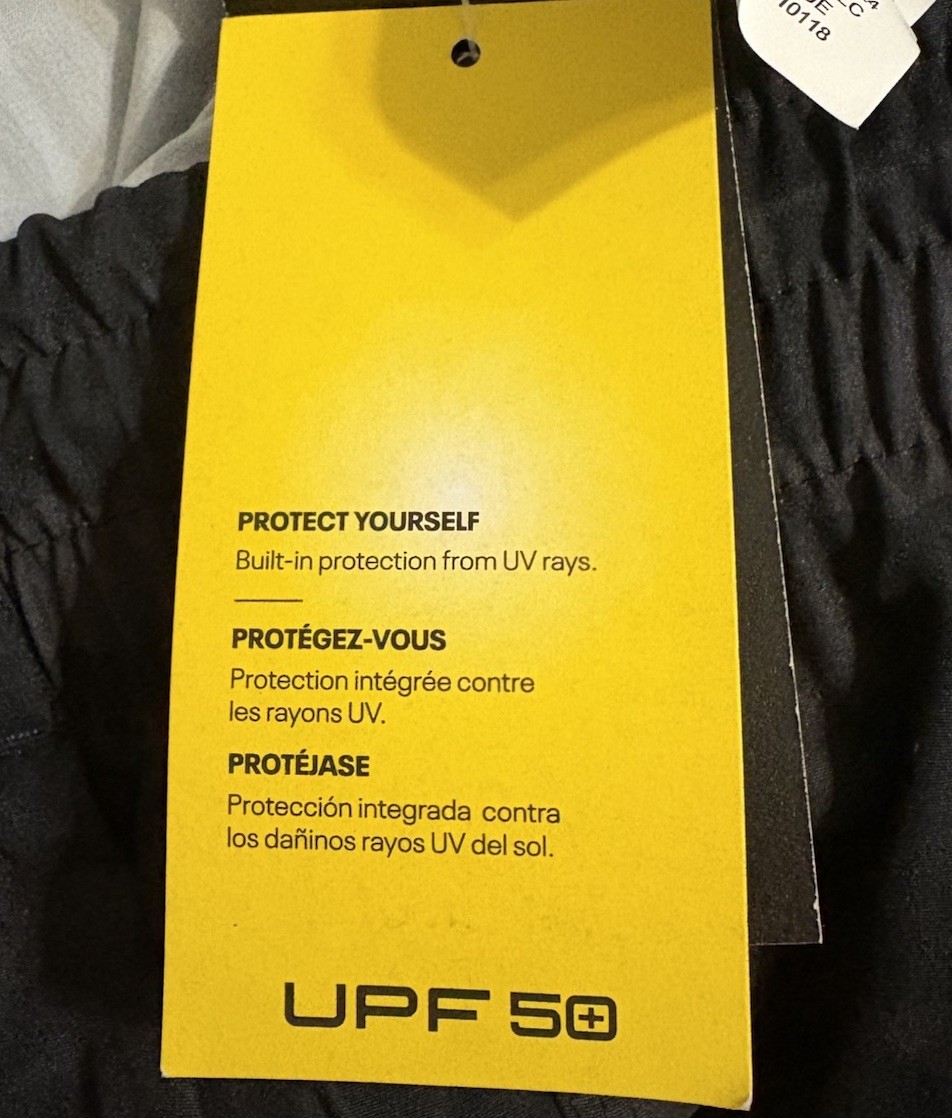 10118
PROTECT YOURSELF
Built-in protection from UV rays.
PROTÉGEZ-VOUS
Protection intégrée contre
les rayons UV.
PROTÉJASE
Protección integrada contra
los dañinos rayos UV del sol.
UPF 50+